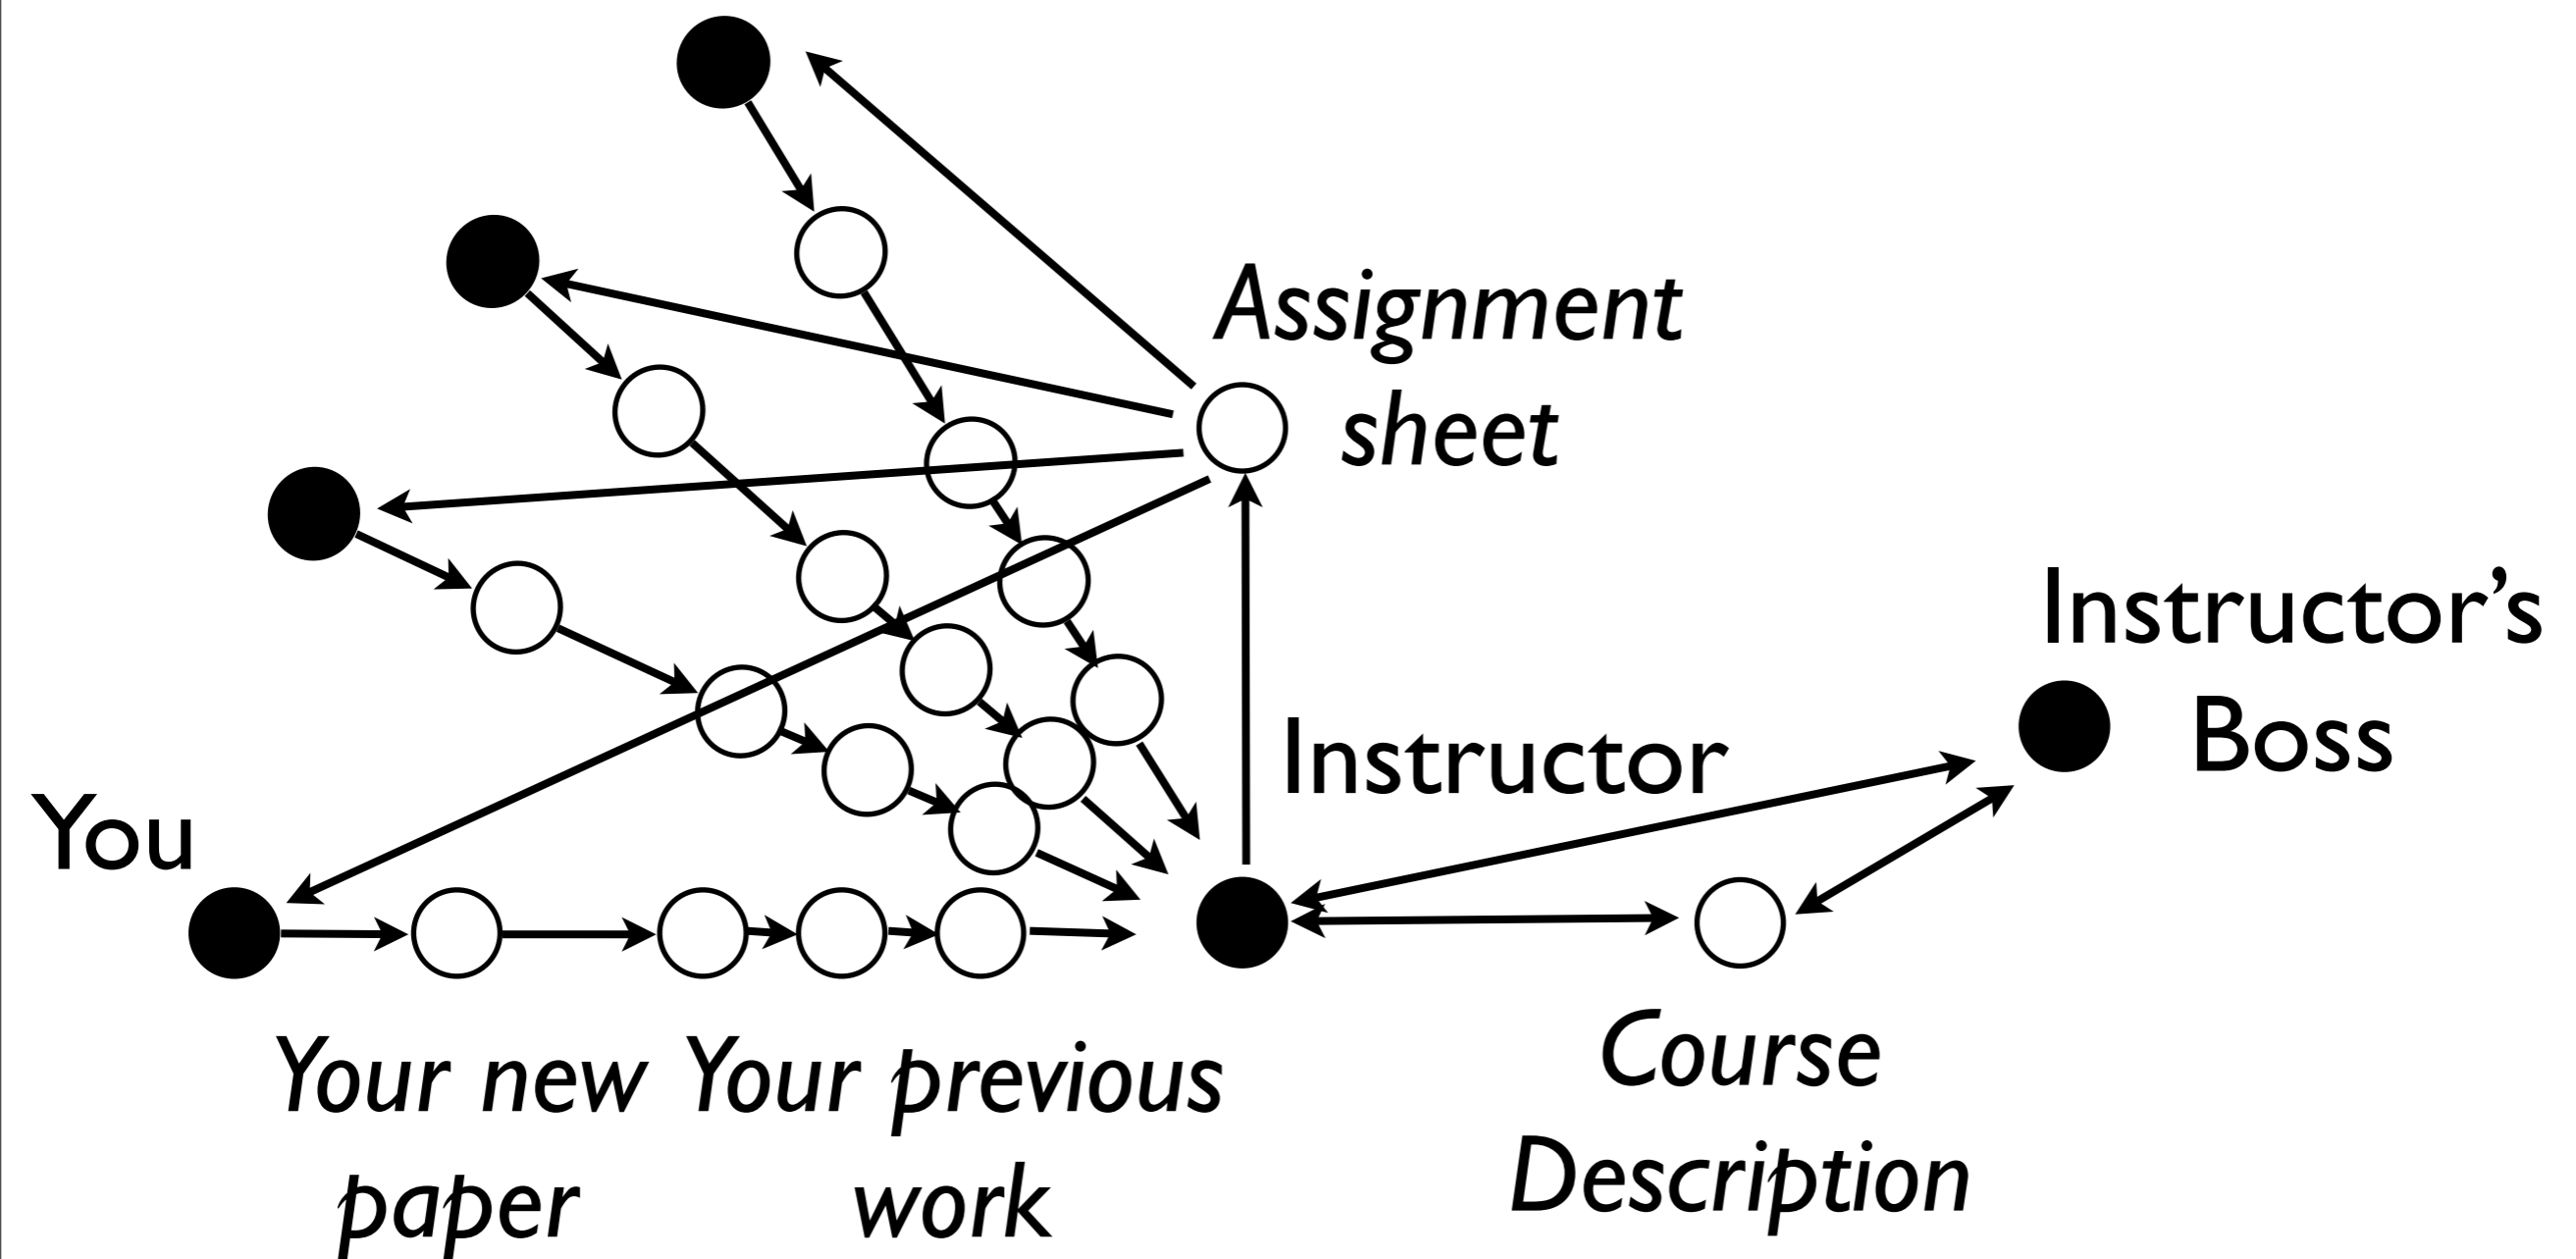 Assignment
sheet
Instructor’s
Boss
Instructor
You
Your new
paper
Your previous
work
Course
Description